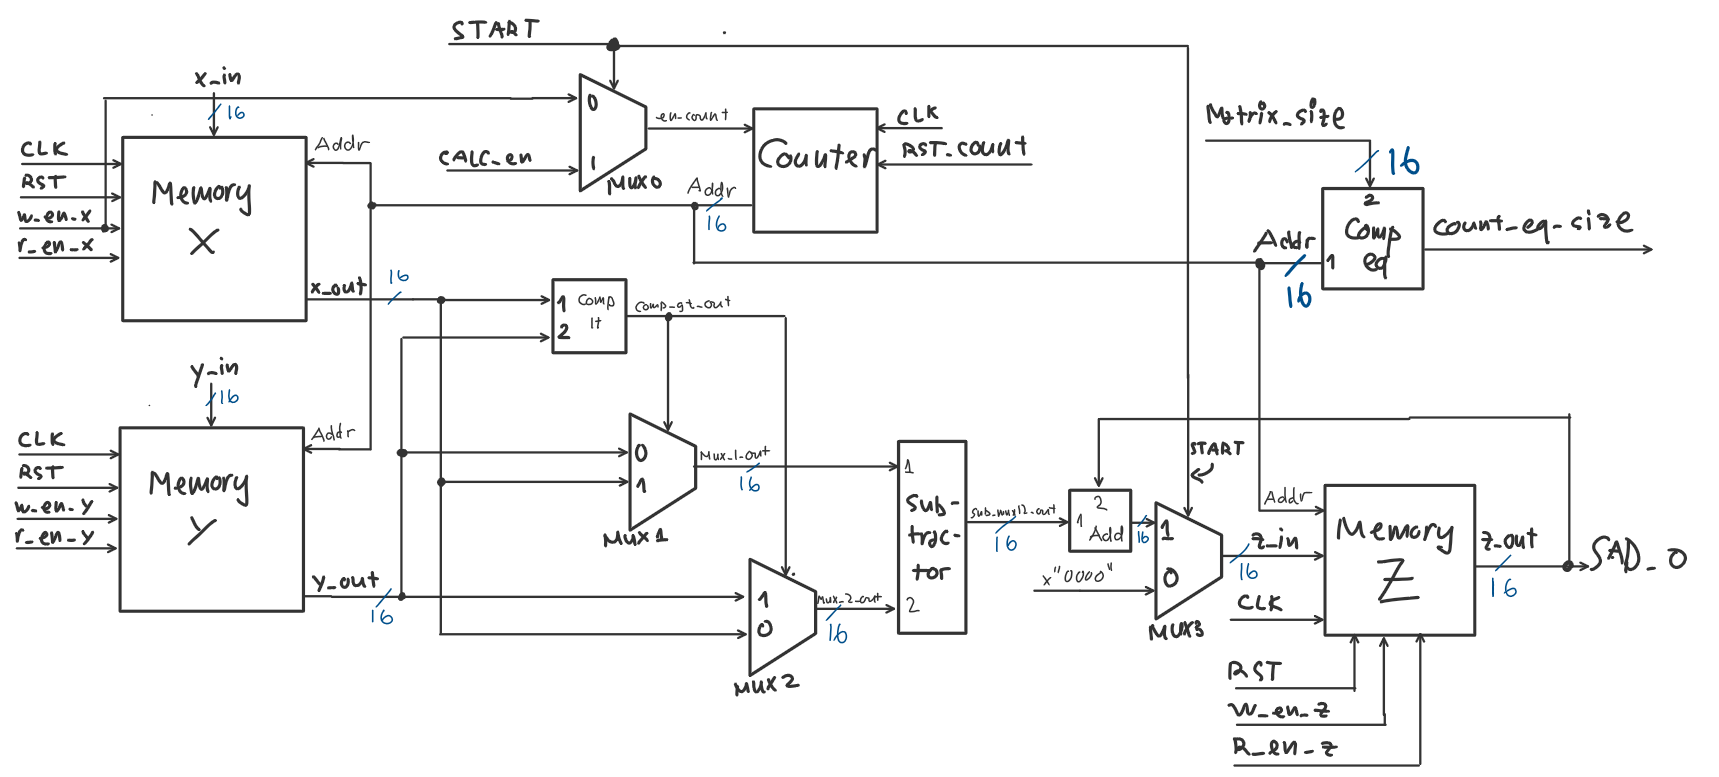 START
x_in
16
CLK
RST
w_en_x
r_en_x
Memory
X
Addr
0
1
CALC_en
MUX0
en_count
Counter
CLK
RST_count
Addr
16
Matrix_size
16
2
Comp
eq
1
Addr
16
count_eq_size
x_out
16
1
2
Comp
lt
Comp_gt_out
y_in
16
CLK
RST
w_en_y
r_en_y
Memory
Y
Addr
y_out
16
0
1
Mux1
Mux_1_out
16
1
0
MUX2
Mux_2_out
16
1
Sub-
trac-
tor
2
sub_mux12_out
16
2
1
Add
16
START
1
0
x"0000"
MUX3
z_in
16
Addr
CLK
Memory
Z
z_out
16
SAD_O
RST
W_en_z
R_en_z